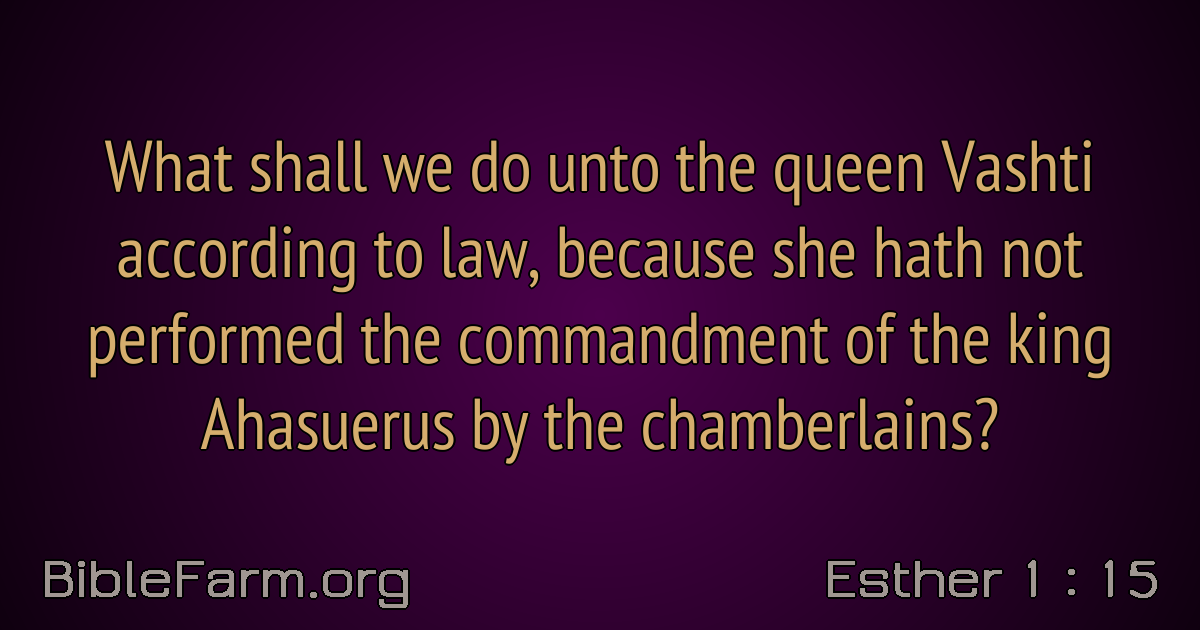 What shall we do unto the queen Vashti
according to law, because she hath not
performed the commandment of the king
Ahasuerus by the chamberlains?
BibleFarm.org
Esther 1 : 15